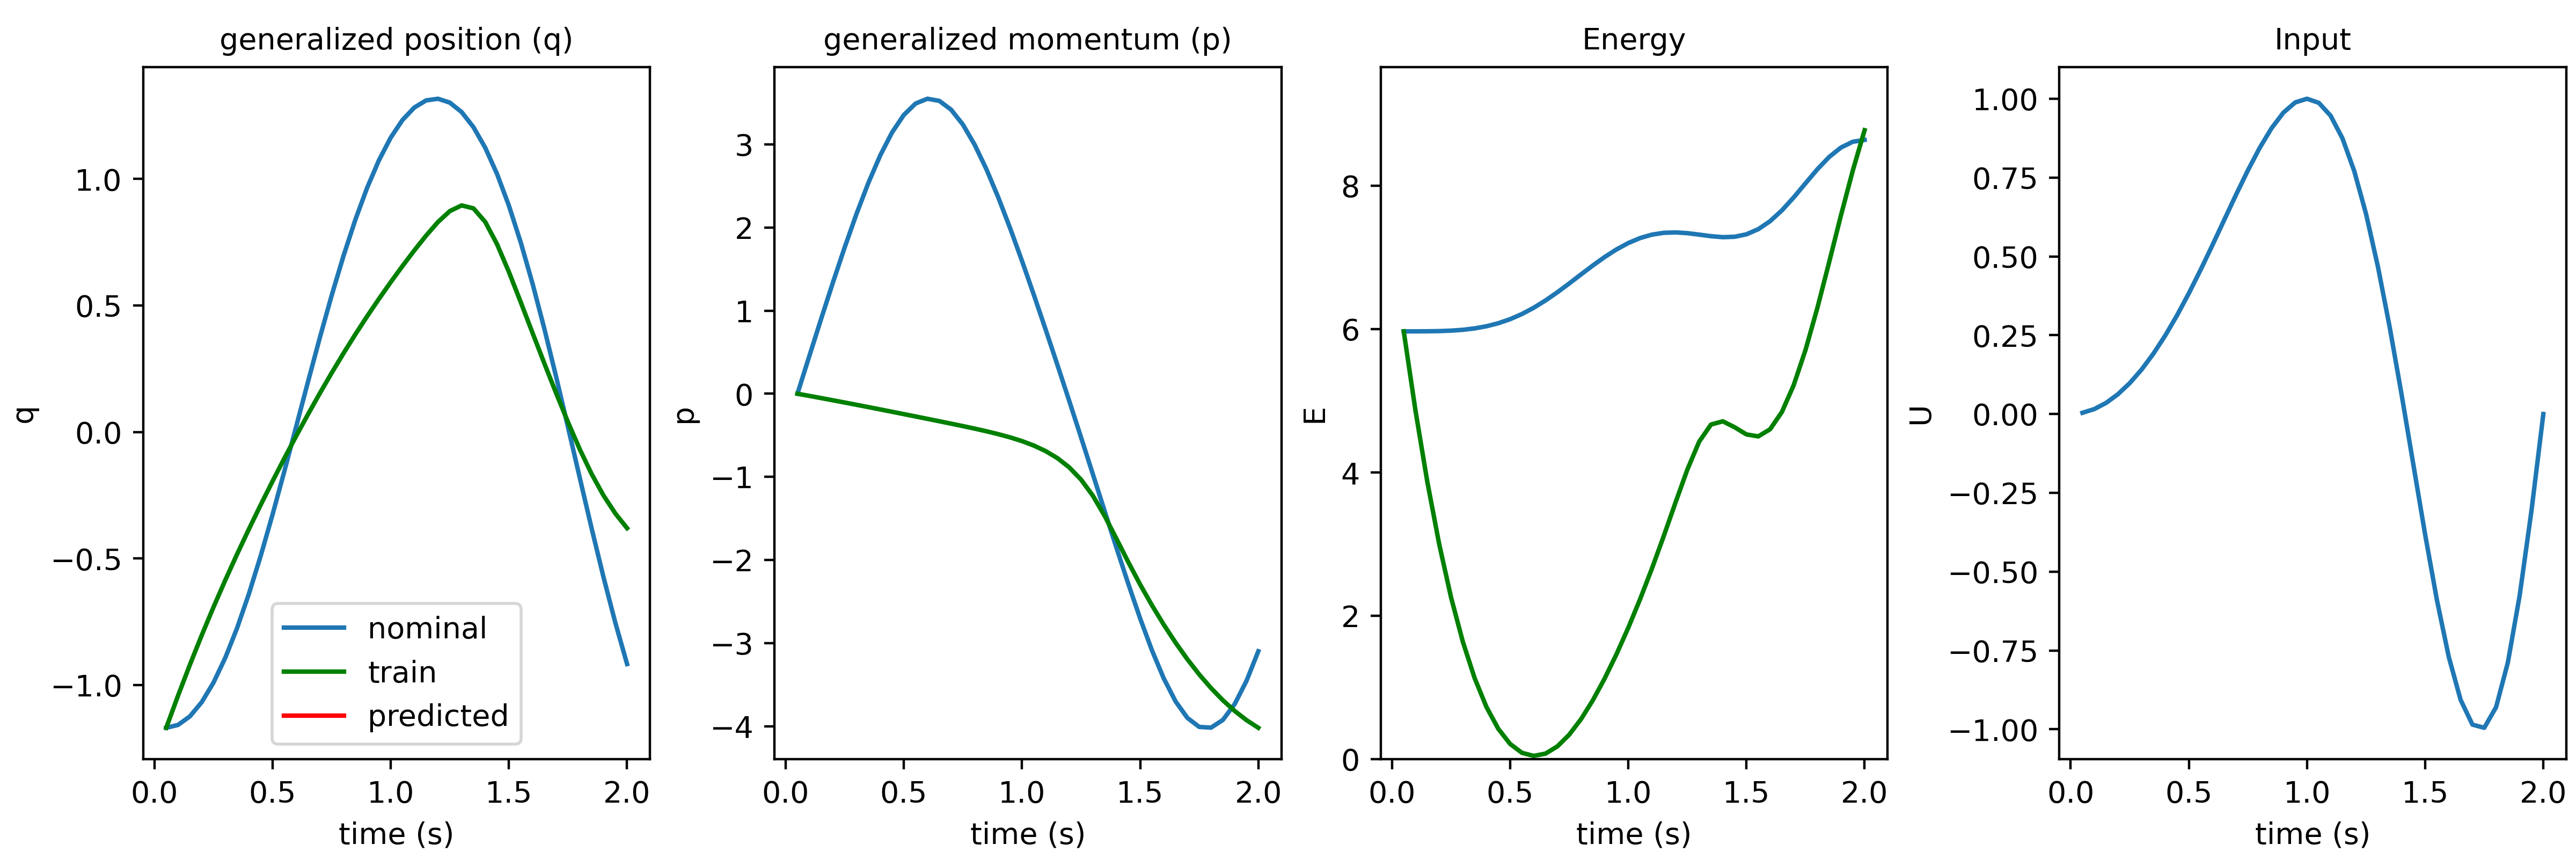 generalized position (q)
q
1.0
0.5
0.0
−0.5
−1.0
nominal
train
predicted
0.0 0.5 1.0 1.5 2.0
time (s)
generalized momentum (p)
p
3
2
1
0
−1
−2
−3
−4
0.0 0.5 1.0 1.5 2.0
time (s)
Energy
E
8
6
4
2
0
0.0 0.5 1.0 1.5 2.0
time (s)
Input
U
1.00
0.75
0.50
0.25
0.00
−0.25
−0.50
−0.75
−1.00
0.0 0.5 1.0 1.5 2.0
time (s)